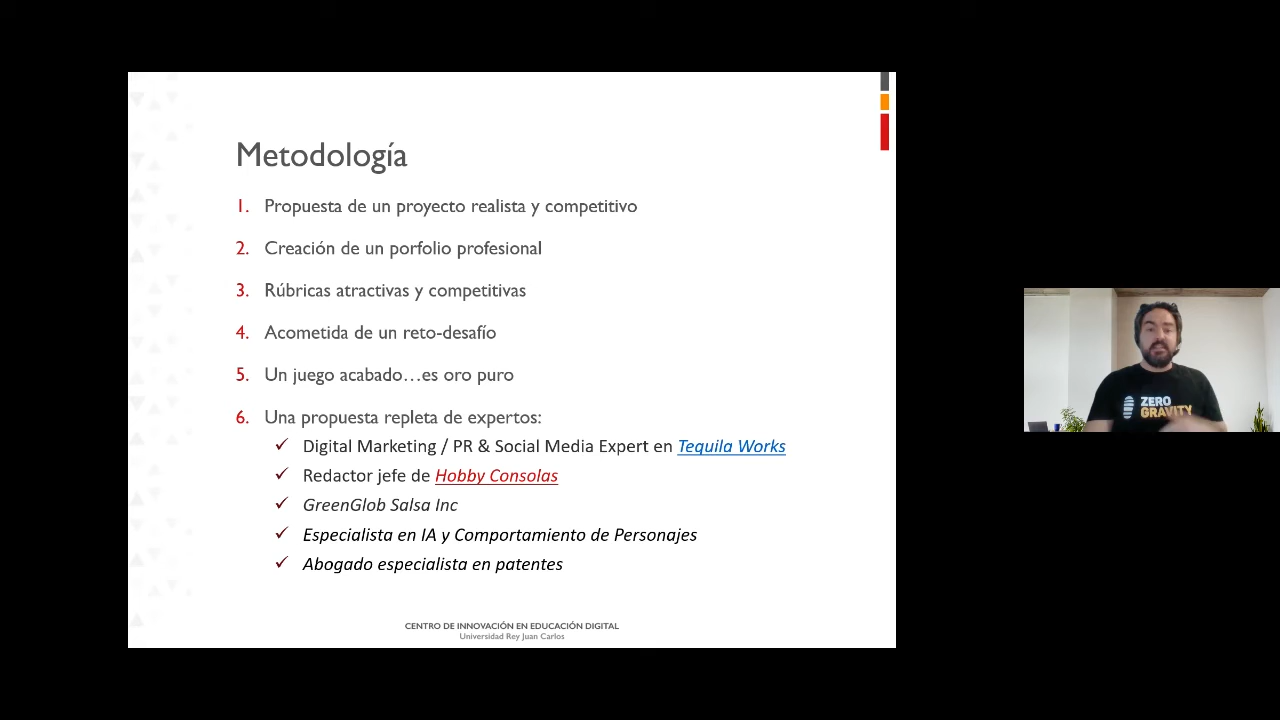 Metodología
1. Propuesta de un proyecto realista y competitivo
2. Creación de un porfolio profesional
3. Rúbricas atractivas y competitivas
4. Acometida de un reto-desafío
5. Un juego acabado…es oro puro
6. Una propuesta repleta de expertos:
✓ Digital Marketing / PR & Social Media Expert en Tequila Works
✓ Redactor jefe de Hobby Consolas
✓ GreenGlob Salsa Inc
✓ Especialista en IA y Comportamiento de Personajes
✓ Abogado especialista en patentes
CENTRO DE INNOVACIÓN EN EDUCACIÓN DIGITAL
Universidad Rey Juan Carlos
ZERO
GRAVITY